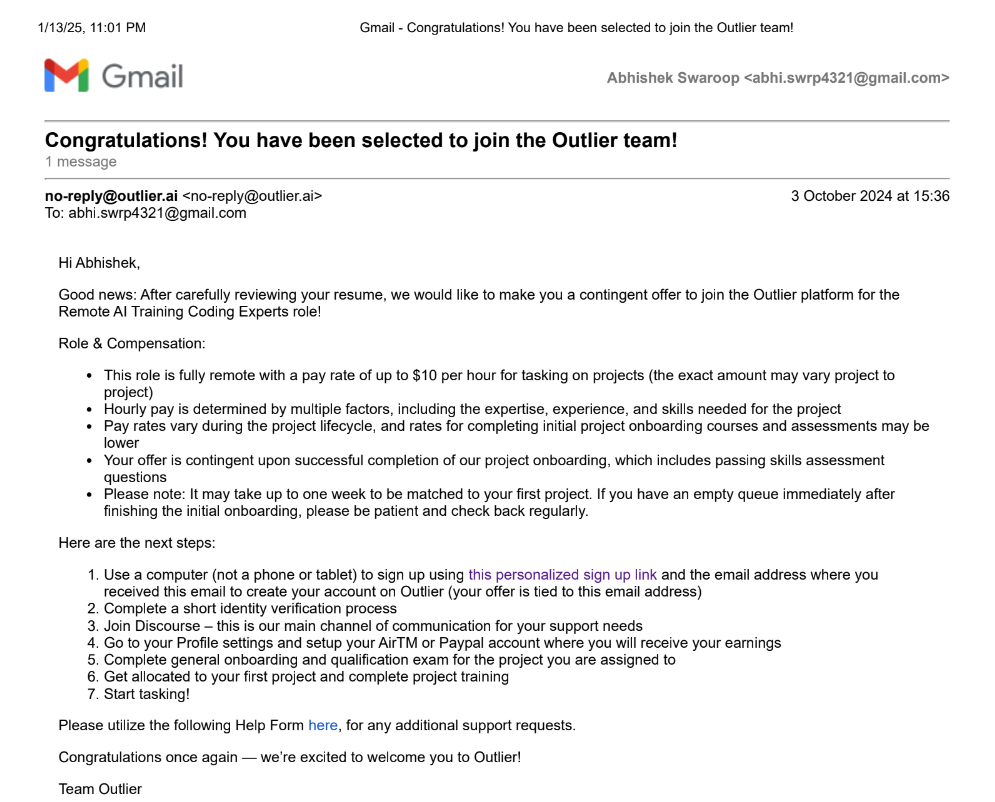 1/13/25, 11:01 PM Gmail - Congratulations! You have been selected to join the Outlier team!
Gmail Abhishek Swaroop <abhi.swrp4321@gmail.com>
Congratulations! You have been selected to join the Outlier team!
1 message
no-reply@outlier.ai <no-reply@outlier.ai> 3 October 2024 at 15:36
To: abhi.swrp4321@gmail.com
Hi Abhishek,
Good news: After carefully reviewing your resume, we would like to make you a contingent offer to join the Outlier platform for the
Remote AI Training Coding Experts role!
Role & Compensation:
• This role is fully remote with a pay rate of up to $10 per hour for tasking on projects (the exact amount may vary project to
project)
• Hourly pay is determined by multiple factors, including the expertise, experience, and skills needed for the project
• Pay rates vary during the project lifecycle, and rates for completing initial project onboarding courses and assessments may be
lower
• Your offer is contingent upon successful completion of our project onboarding, which includes passing skills assessment
questions
• Please note: It may take up to one week to be matched to your first project. If you have an empty queue immediately after
finishing the initial onboarding, please be patient and check back regularly.
Here are the next steps:
1. Use a computer (not a phone or tablet) to sign up using this personalized sign up link and the email address where you
received this email to create your account on Outlier (your offer is tied to this email address)
2. Complete a short identity verification process
3. Join Discourse – this is our main channel of communication for your support needs
4. Go to your Profile settings and setup your AirTM or Paypal account where you will receive your earnings
5. Complete general onboarding and qualification exam for the project you are assigned to
6. Get allocated to your first project and complete project training
7. Start tasking!
Please utilize the following Help Form here, for any additional support requests.
Congratulations once again — we're excited to welcome you to Outlier!
Team Outlier